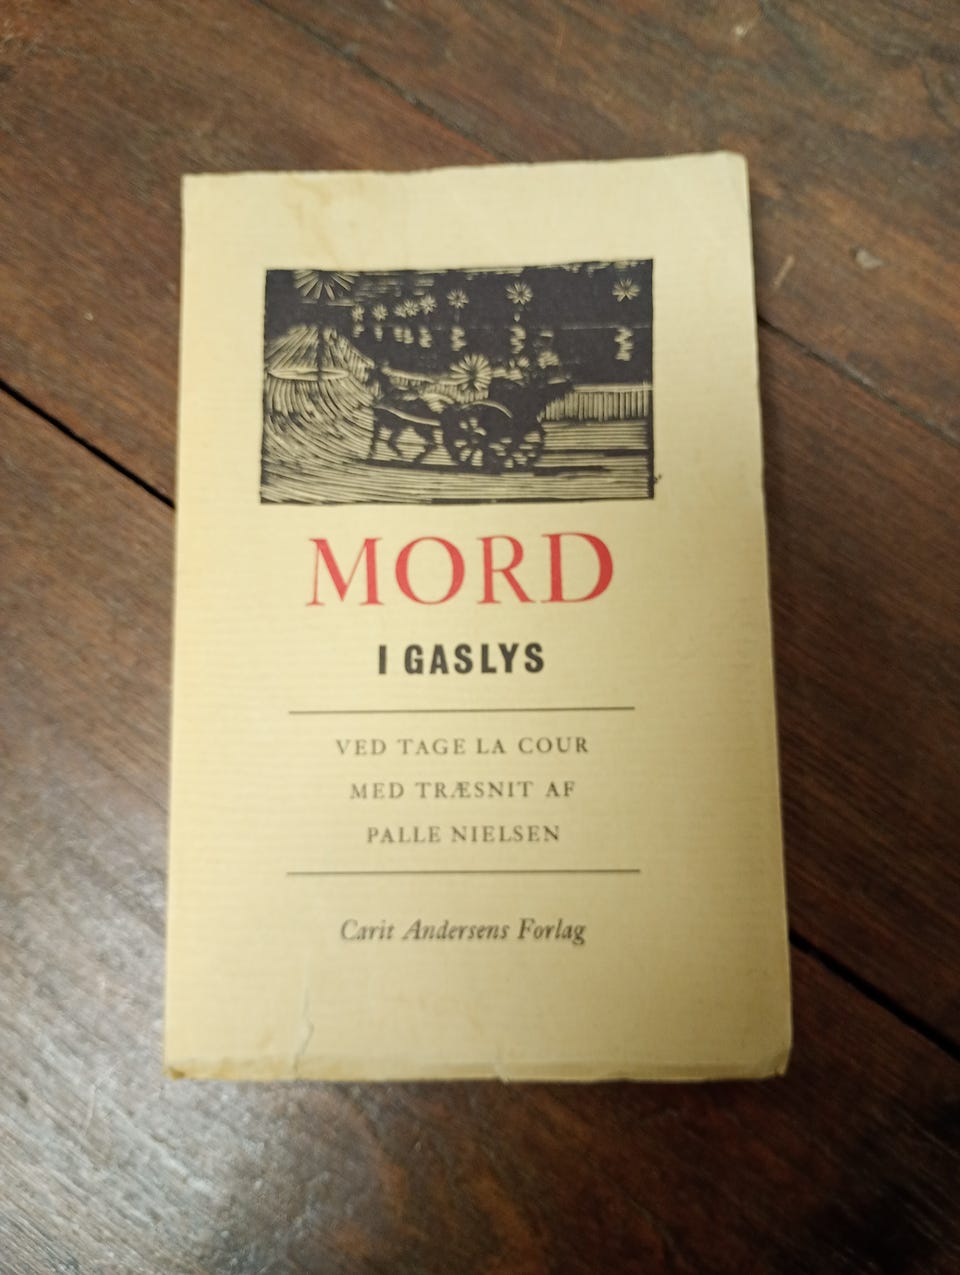 MORD
I GASLYS
VED TAGE LA COUR
MED TRÆSNIT AF
PALLE NIELSEN
Carit Andersens Forlag